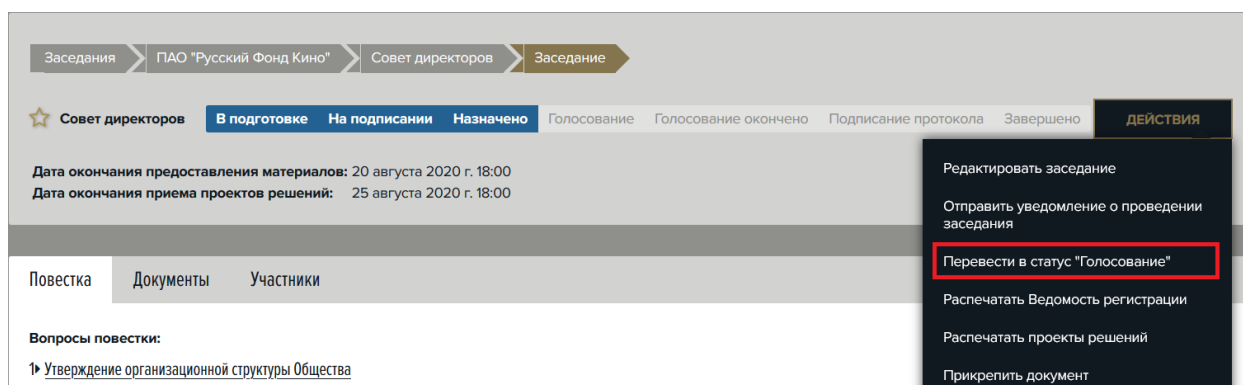 Заседания ПАО "Русский Фонд Кино" Совет директоров Заседание
Совет директоров В подготовке На подписании Назначено Голосование Голосование окончено Подписание протокола Завершено ДЕЙСТВИЯ
Дата окончания предоставления материалов: 20 августа 2020 г. 18:00
Дата окончания приема проектов решений: 25 августа 2020 г. 18:00
Редактировать заседание
Отправить уведомление о проведении
заседания
Перевести в статус "Голосование"
Распечатать Ведомость регистрации
Распечатать проекты решений
Прикрепить документ
Повестка Документы Участники
Вопросы повестки:
1 Утверждение организационной структуры Общества